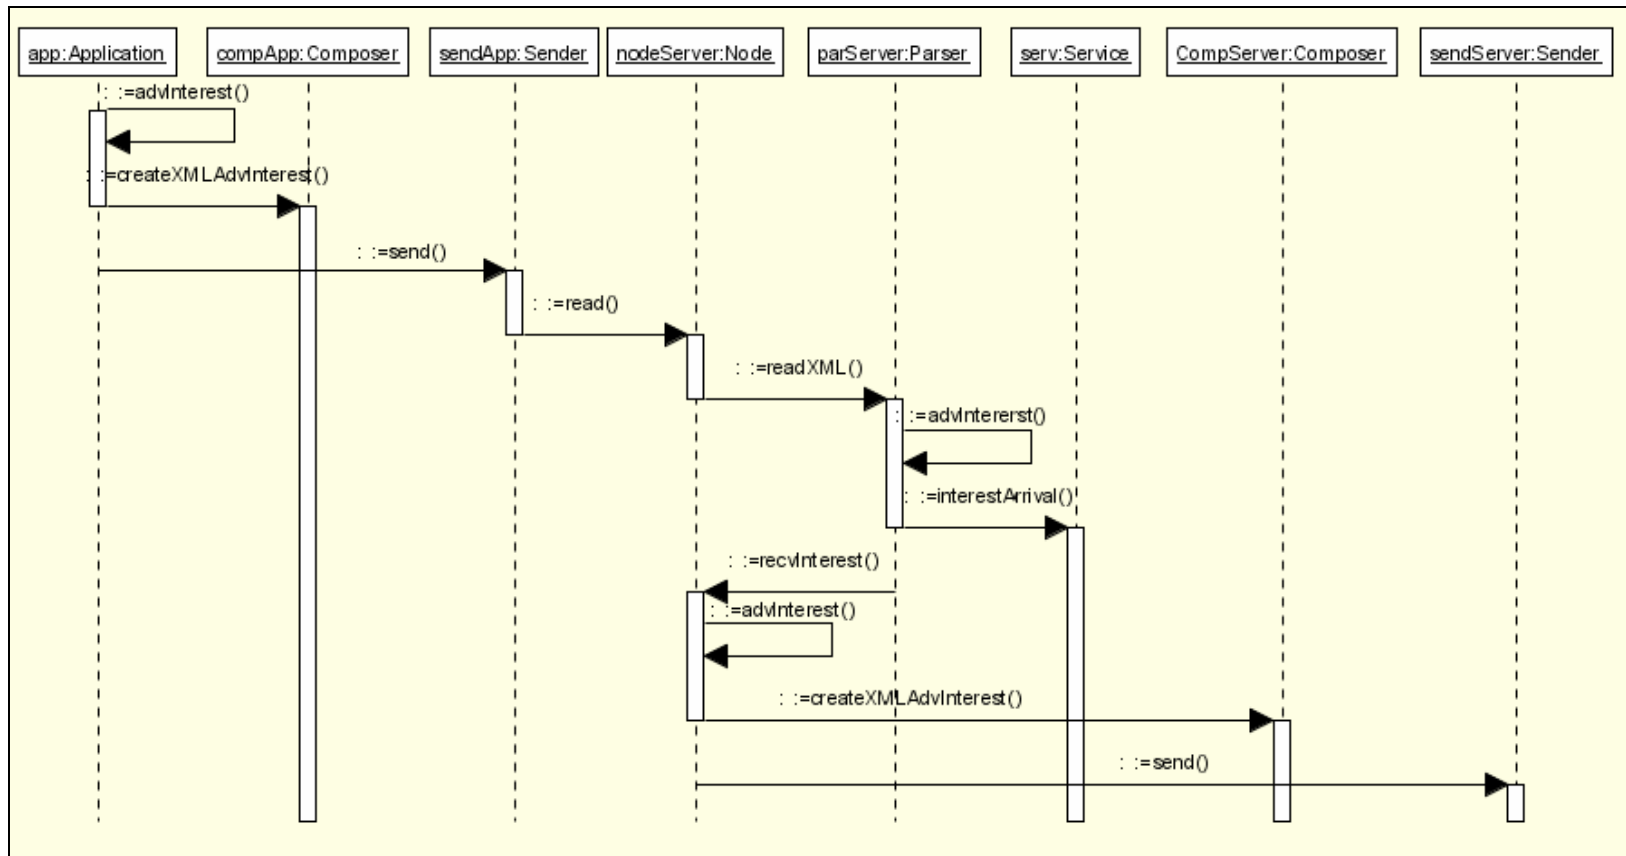 app:Application compApp:Composer sendApp:Sender nodeServer:Node parServer:Parser serv:Service CompServer:Composer sendServer:Sender
: :=advInterest()
: :=createXMLAdvInterest()
: :=send()
: :=read()
: :=readXML()
: :=advIntererst()
: :=interestArrival()
: :=recvInterest()
: :=advInterest()
: :=createXMLAdvInterest()
: :=send()